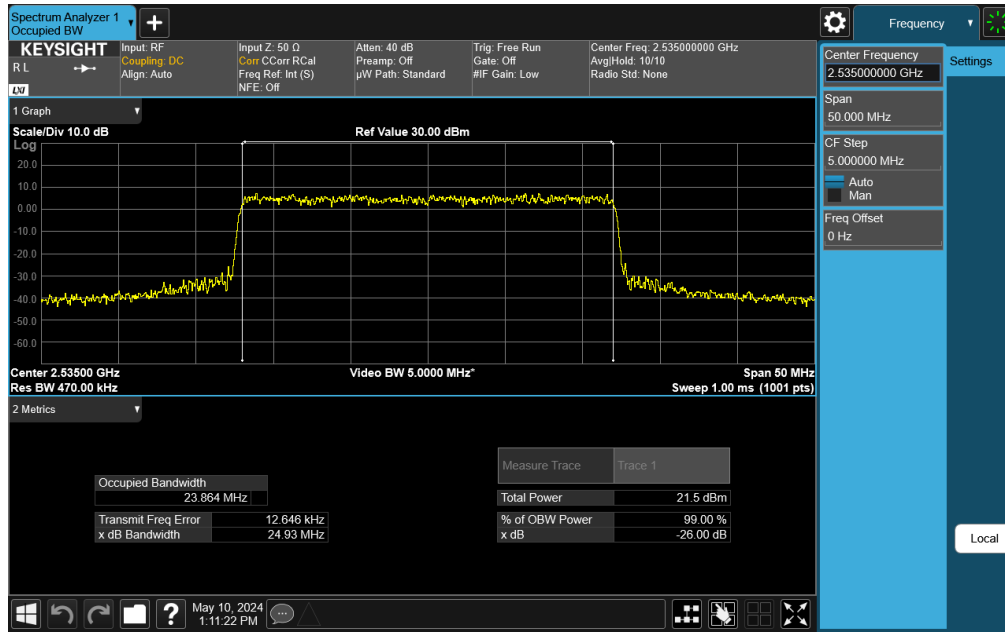 Spectrum Analyzer 1
Occupied BW
Frequency
KEYSIGHT
RL
LXI
Input: RF
Coupling: DC
Align: Auto
Input Z: 50 Ω
Corr CCorr RCal
Freq Ref: Int (S)
NFE: Off
Atten: 40 dB
Preamp: Off
µW Path: Standard
Trig: Free Run
Gate: Off
#IF Gain: Low
Center Freq: 2.535000000 GHz
Avg|Hold: 10/10
Radio Std: None
Center Frequency
2.535000000 GHz
Settings
Span
50.000 MHz
CF Step
5.000000 MHz
Auto
Man
Freq Offset
0 Hz
Local
1 Graph
Scale/Div 10.0 dB
Ref Value 30.00 dBm
Log
20.0
10.0
0.00
-10.0
-20.0
-30.0
-40.0
-50.0
-60.0
Center 2.53500 GHz
Video BW 5.0000 MHz*
Span 50 MHz
Res BW 470.00 kHz
Sweep 1.00 ms (1001 pts)
2 Metrics
Measure Trace Trace 1
Occupied Bandwidth
23.864 MHz
Total Power 21.5 dBm
Transmit Freq Error 12.646 kHz
% of OBW Power 99.00 %
x dB Bandwidth 24.93 MHz
x dB -26.00 dB
May 10, 2024
1:11:22 PM